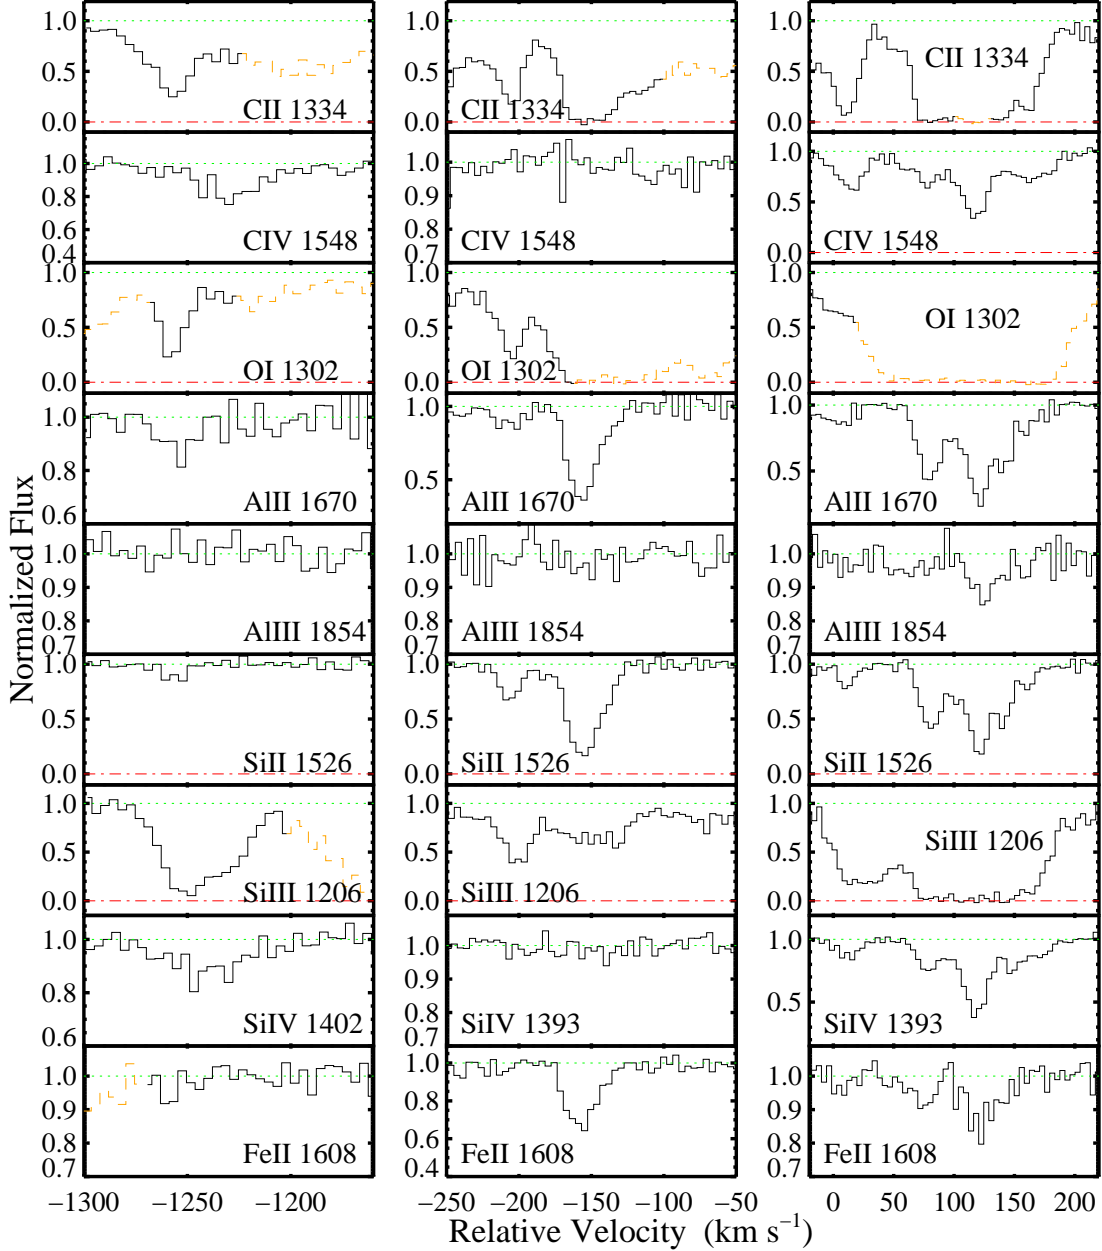 Normalized Flux
1.0
0.5
0.0
CII 1334
1.0
0.5
0.0
CII 1334
1.0
0.5
0.0
CII 1334
1.0
0.8
0.6
0.4
CIV 1548
1.0
0.9
0.8
0.7
CIV 1548
1.0
0.5
0.0
CIV 1548
1.0
0.5
0.0
OI 1302
1.0
0.5
0.0
OI 1302
1.0
0.5
0.0
OI 1302
1.0
0.8
0.6
AlII 1670
1.0
0.5
AlII 1670
1.0
0.5
AlII 1670
1.0
0.9
0.8
0.7
AlIII 1854
1.0
0.9
0.8
0.7
AlIII 1854
1.0
0.9
0.8
0.7
AlIII 1854
1.0
0.5
0.0
SiII 1526
1.0
0.5
0.0
SiII 1526
1.0
0.5
0.0
SiII 1526
1.0
0.5
0.0
SiIII 1206
1.0
0.5
0.0
SiIII 1206
1.0
0.5
0.0
SiIII 1206
1.0
0.8
0.6
SiIV 1402
1.0
0.9
0.8
0.7
SiIV 1393
1.0
0.5
SiIV 1393
1.0
0.9
0.8
0.7
FeII 1608
1.0
0.8
0.6
0.4
FeII 1608
1.0
0.9
0.8
0.7
FeII 1608
−1300 −1250 −1200
−250 −200 −150 −100 −50
0 50 100 150 200
Relative Velocity (km s⁻¹)